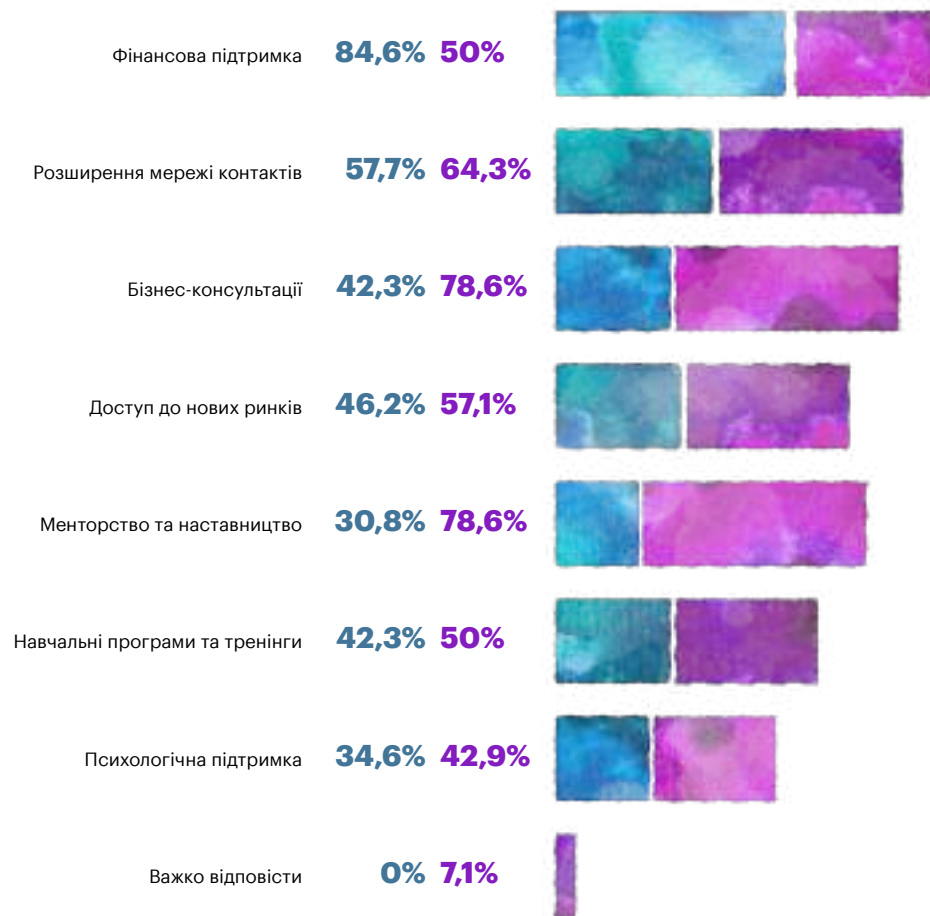 Фінансова підтримка 84,6% 50%
Розширення мережі контактів 57,7% 64,3%
Бізнес-консультації 42,3% 78,6%
Доступ до нових ринків 46,2% 57,1%
Менторство та наставництво 30,8% 78,6%
Навчальні програми та тренінги 42,3% 50%
Психологічна підтримка 34,6% 42,9%
Важко відповісти 0% 7,1%